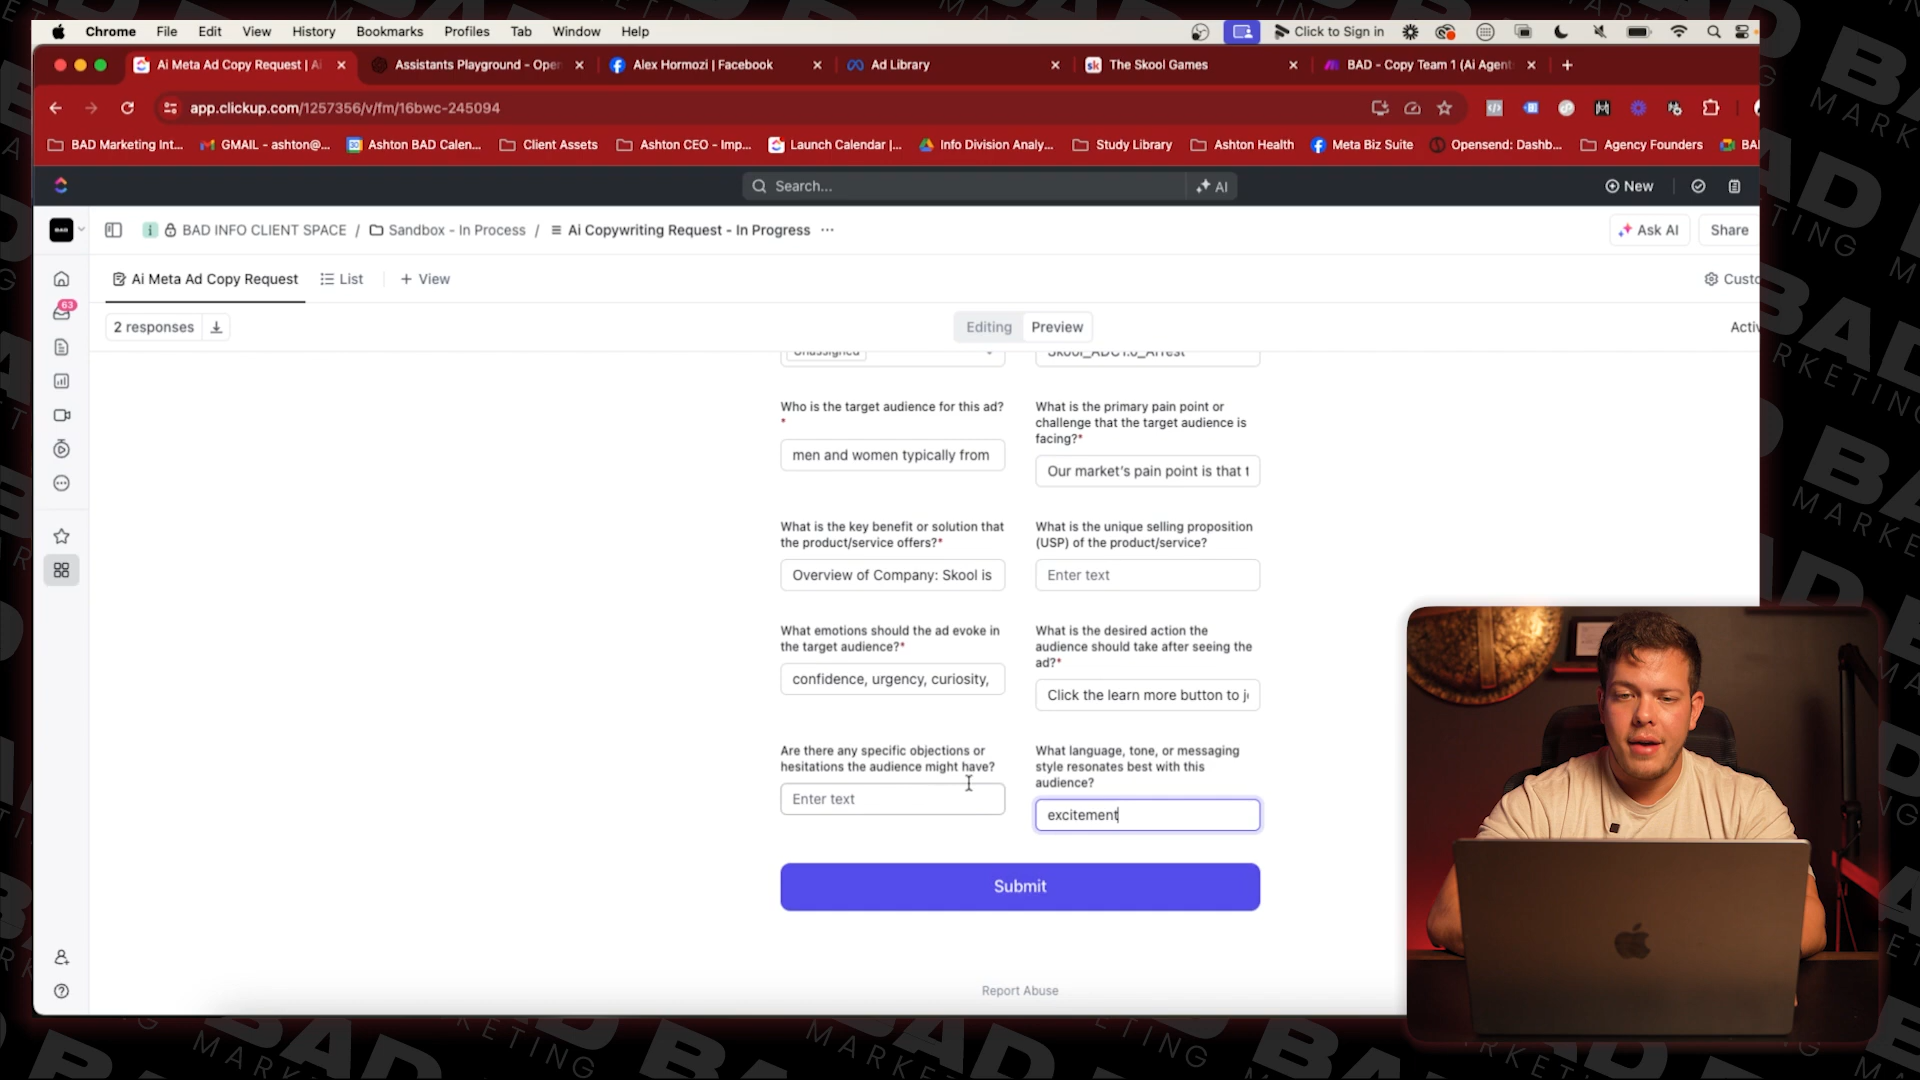 Chrome File Edit View History Bookmarks Profiles Tab Window Help
Click to Sign in
Ai Meta Ad Copy Request | Ai
Assistants Playground - Open
Alex Hormozi | Facebook
Ad Library
sk The Skool Games
BAD - Copy Team 1 (Ai Agent
app.clickup.com/1257356/v/fm/16bwc-245094
BAD Marketing Int...
GMAIL - ashton@...
Ashton BAD Calen...
Client Assets
Ashton CEO - Imp...
Launch Calendar |...
Info Division Analy...
Study Library
Ashton Health
Meta Biz Suite
Opensend: Dashb...
Agency Founders
Search...
AI
New
BAD INFO CLIENT SPACE / Sandbox - In Process / Ai Copywriting Request - In Progress ...
Ask AI
Share
Ai Meta Ad Copy Request
List
+ View
63
2 responses
Editing
Preview
Unassigned
Skool_ADC1.0_Arrest
Who is the target audience for this ad?
*
men and women typically from
What is the primary pain point or
challenge that the target audience is
facing?*
Our market's pain point is that t
What is the key benefit or solution that
the product/service offers?*
Overview of Company: Skool is
What is the unique selling proposition
(USP) of the product/service?
Enter text
What emotions should the ad evoke in
the target audience?*
confidence, urgency, curiosity,
What is the desired action the
audience should take after seeing the
ad?*
Click the learn more button to j
Are there any specific objections or
hesitations the audience might have?
Enter text
What language, tone, or messaging
style resonates best with this
audience?
excitement
Submit
Report Abuse
BAD
MARKETING